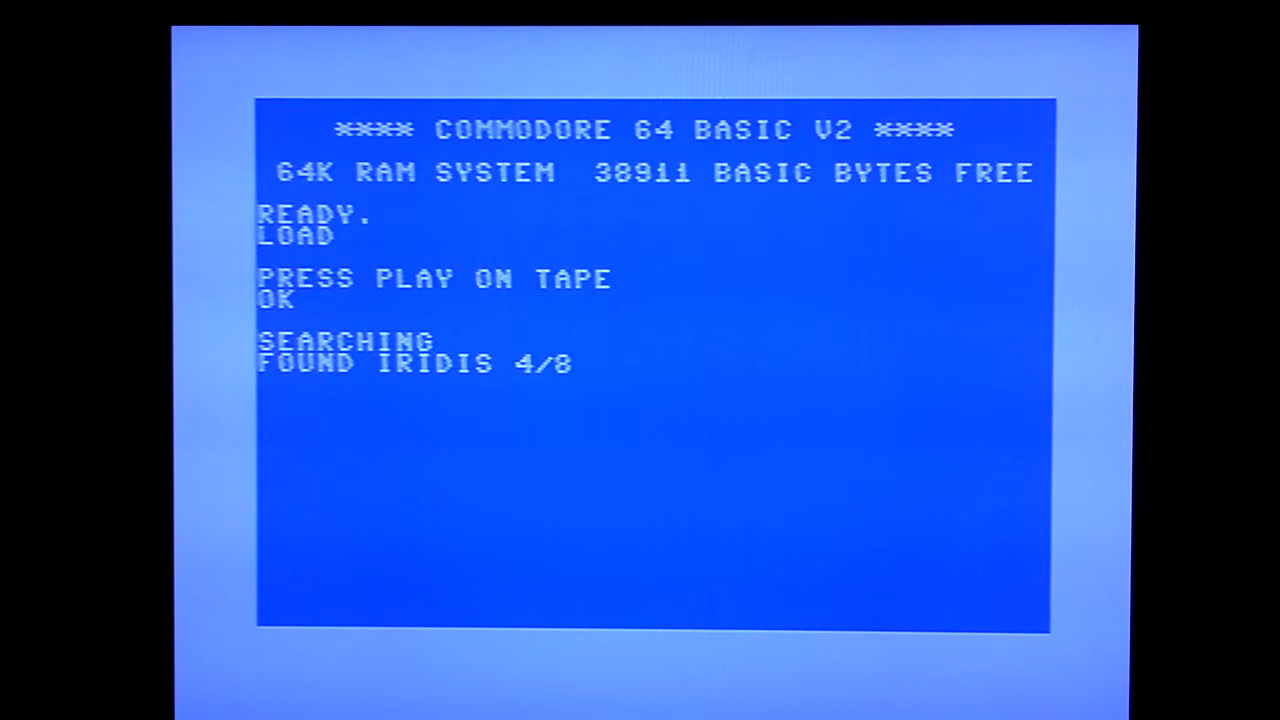 **** COMMODORE 64 BASIC V2 ****
64K RAM SYSTEM  38911 BASIC BYTES FREE
READY.
LOAD
PRESS PLAY ON TAPE
OK
SEARCHING
FOUND IRIDIS 4/8